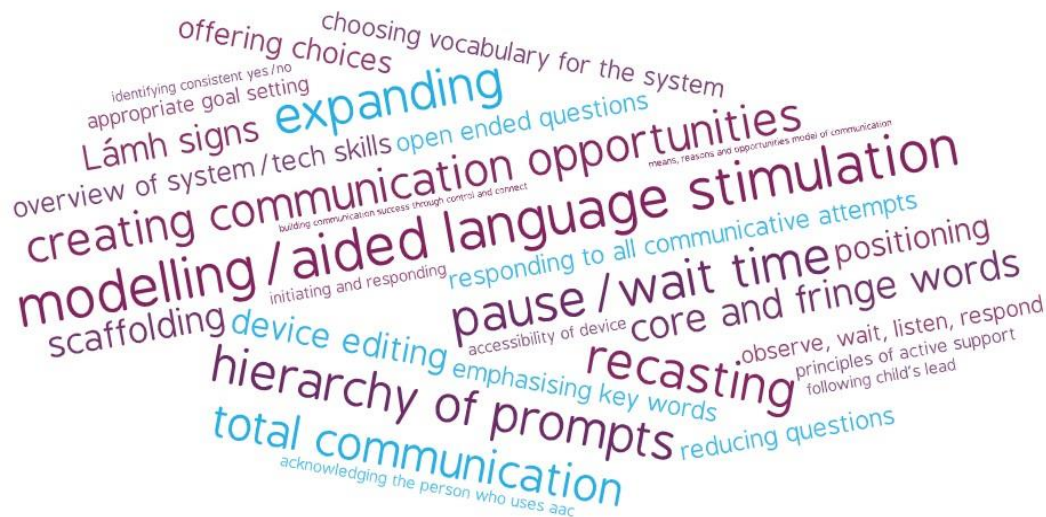 choosing vocabulary for the system
offering choices
identifying consistent yes/no
appropriate goal setting
Lámh signs
expanding
open ended questions
overview of system/tech skills
creating communication opportunities
means, reasons and opportunities model of communication
building communication success through control and connect
modelling/aided language stimulation
initiating and responding
responding to all communicative attempts
scaffolding
pause/wait time
positioning
device editing
accessibility of device
core and fringe words
hierarchy of prompts
emphasising key words
recasting
observe, wait, listen, respond
principles of active support
following child's lead
total communication
reducing questions
acknowledging the person who uses aac